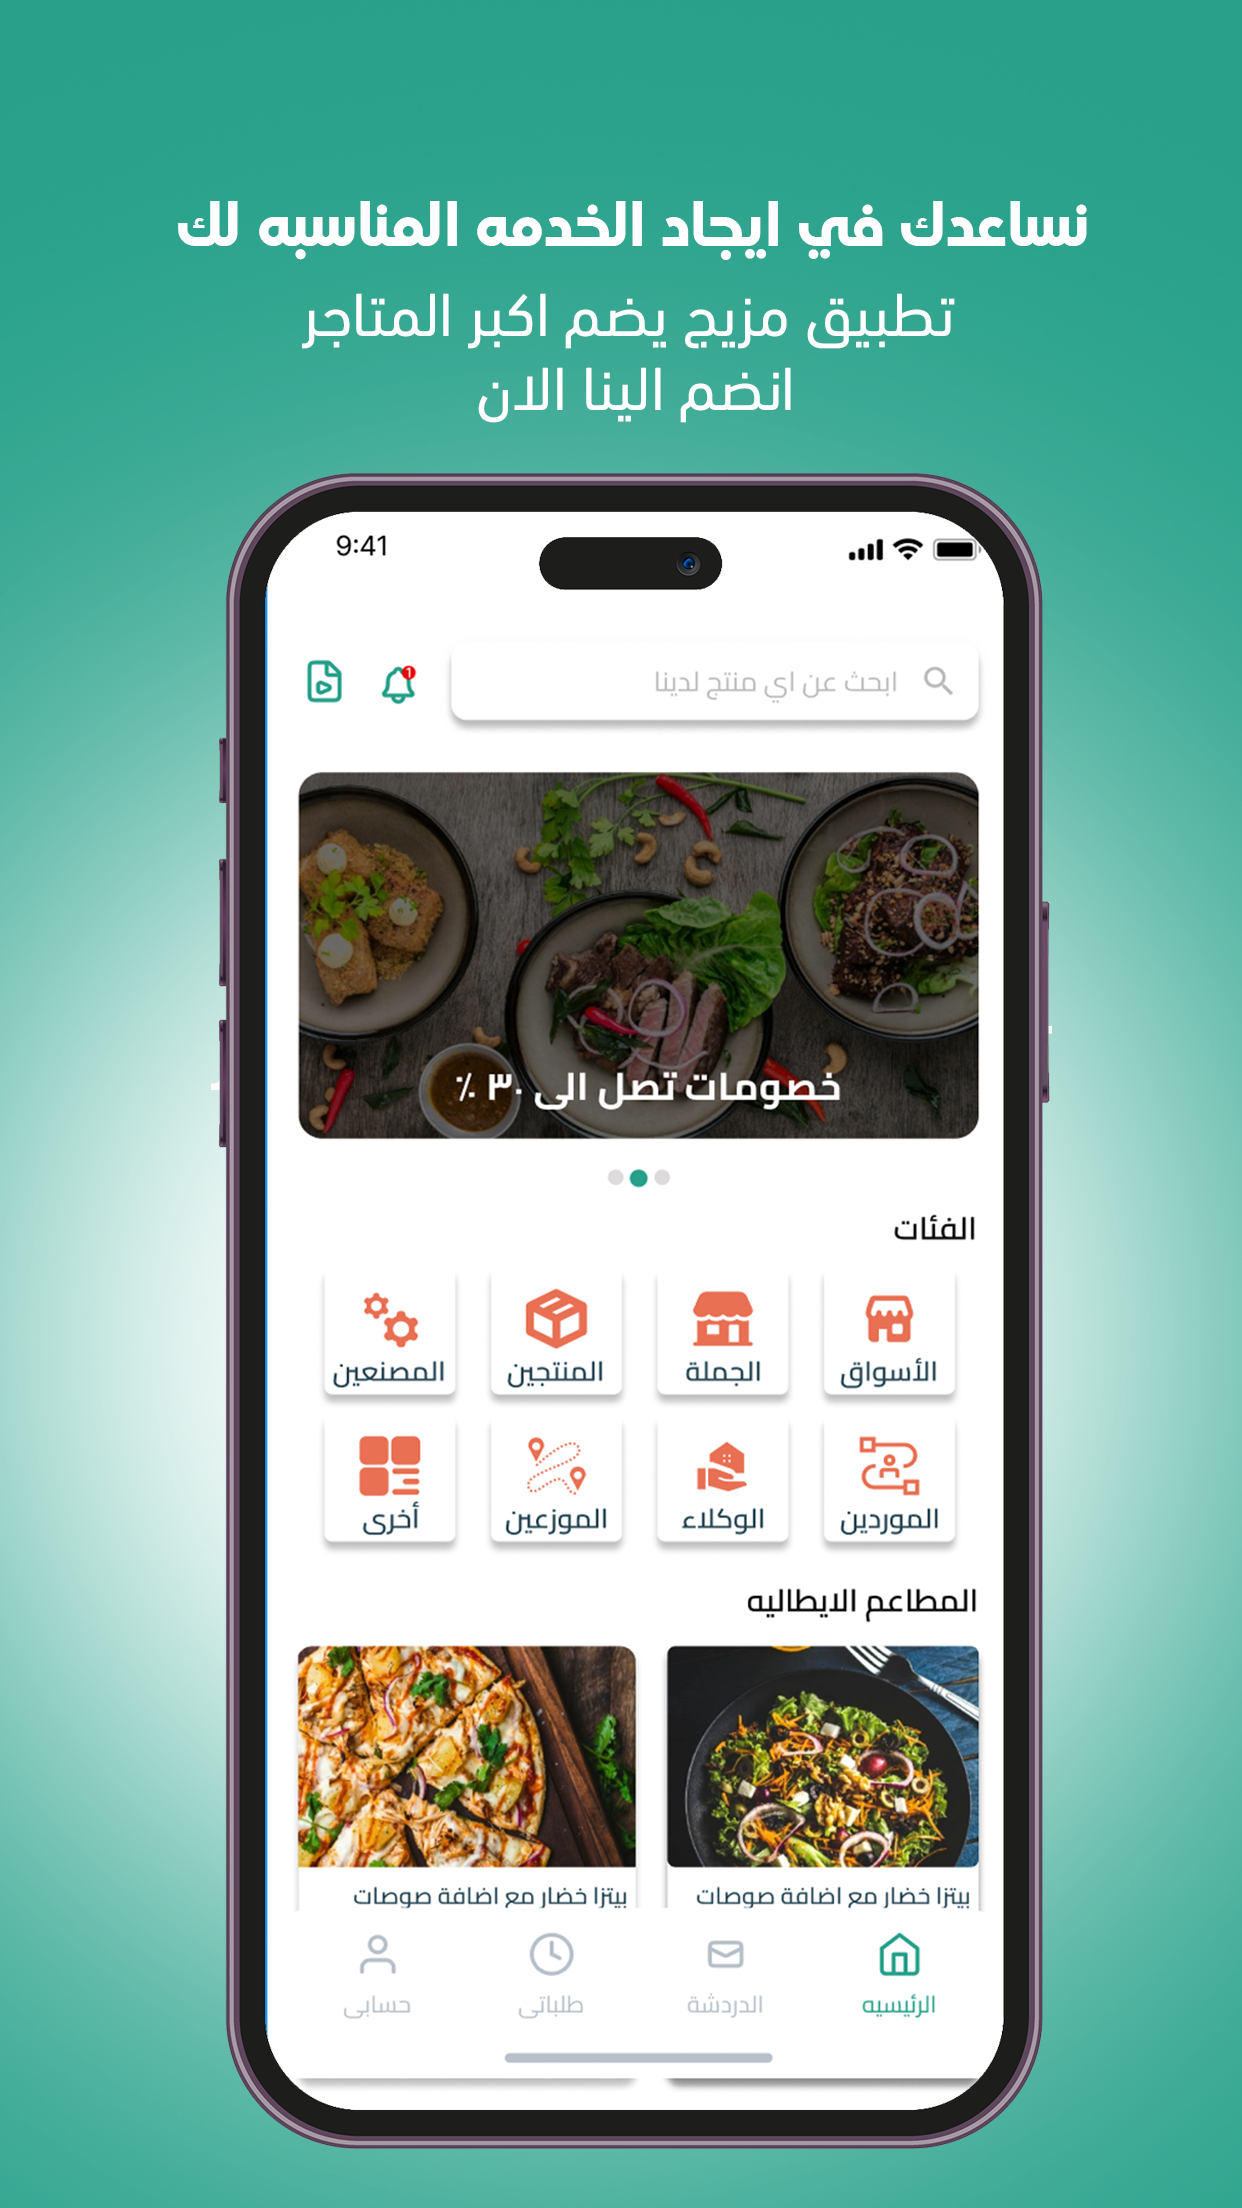 نساعدك في ايجاد الخدمه المناسبه لك
تطبيق مزيج يضم اكبر المتاجر
انضم الينا الان
9:41
ابحث عن اي منتج لدينا
1
خصومات تصل الى ٣٠ ٪
الفئات
الأسواق
الجملة
المنتجين
المصنعين
الموردين
الوكلاء
الموزعين
أخرى
المطاعم الايطاليه
بيتزا خضار مع اضافة صوصات
بيتزا خضار مع اضافة صوصات
الرئيسيه
الدردشة
طلباتى
حسابى